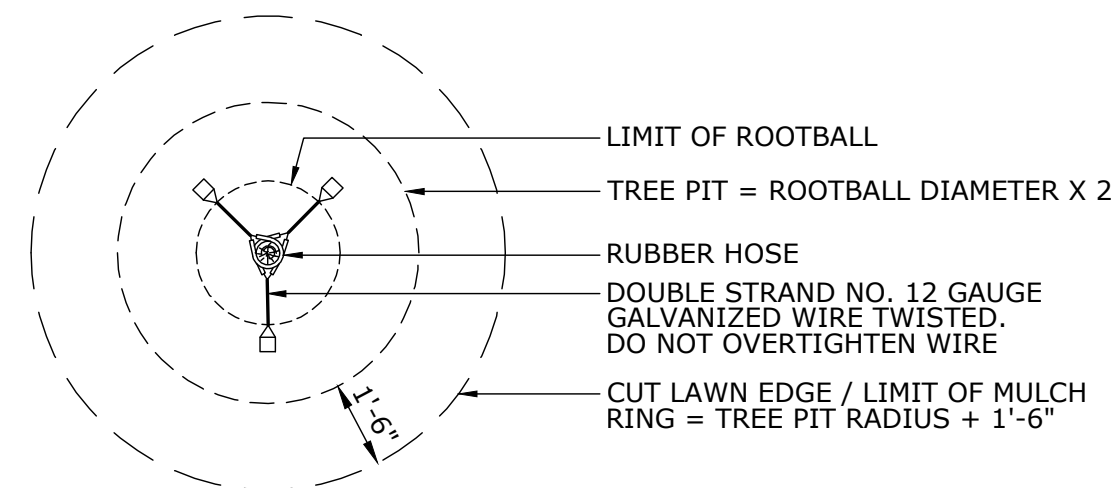 LIMIT OF ROOTBALL
TREE PIT = ROOTBALL DIAMETER X 2
RUBBER HOSE
DOUBLE STRAND NO. 12 GAUGE
GALVANIZED WIRE TWISTED.
DO NOT OVERTIGHTEN WIRE
CUT LAWN EDGE / LIMIT OF MULCH
RING = TREE PIT RADIUS + 1'-6"
1'-6"